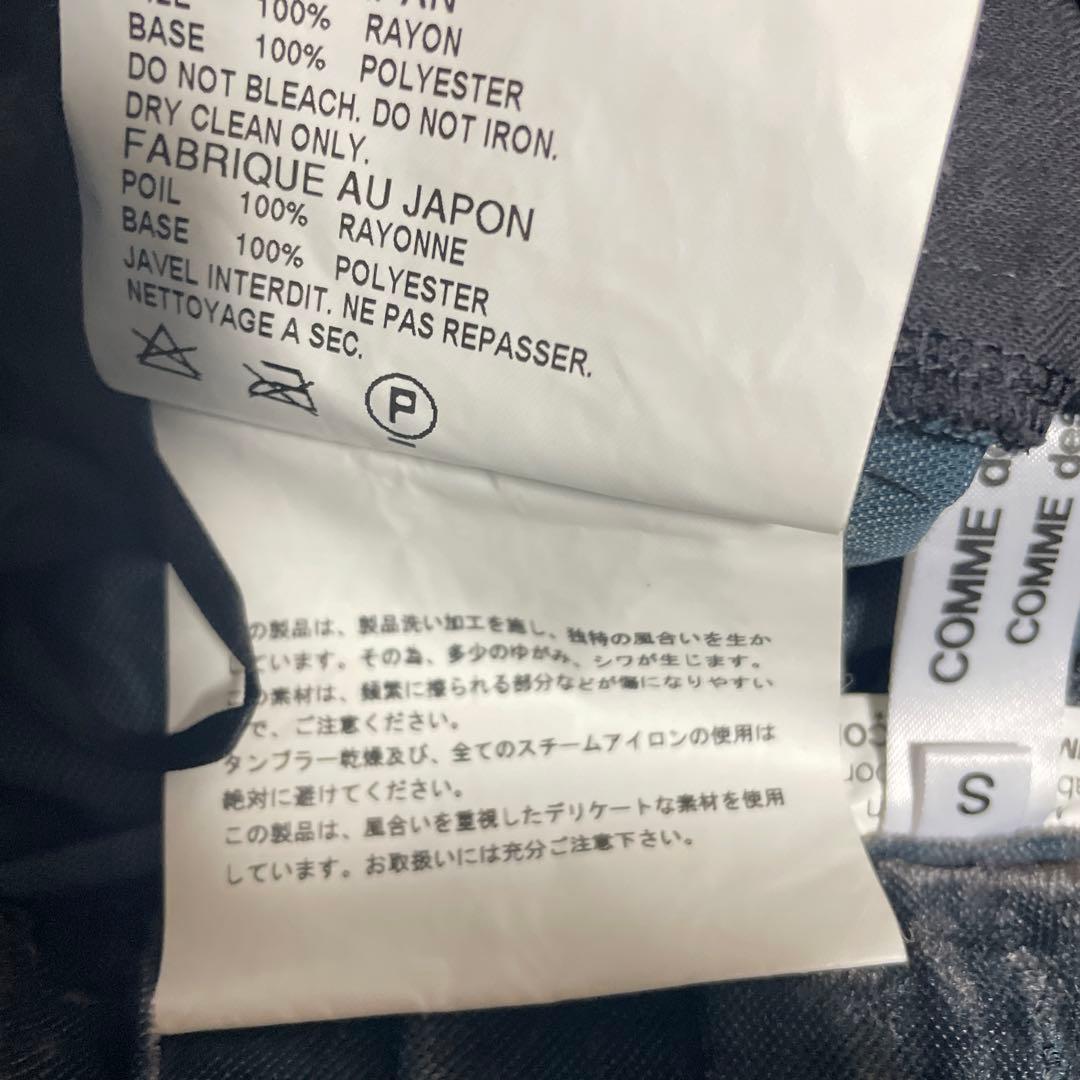 100% RAYON
BASE 100% POLYESTER
DO NOT BLEACH. DO NOT IRON.
DRY CLEAN ONLY.
FABRIQUE AU JAPON
POIL 100% RAYONNE
BASE 100% POLYESTER
JAVEL INTERDIT. NE PAS REPASSER.
NETTOYAGE A SEC.
P
の製品は、製品洗い加工を施し、独特の風合いを生か
しています。その為、多少のゆがみ、シワが生じます。
この素材は、頻繁に擦られる部分などが傷になりやすい
で、ご注意ください。
タンブラー乾燥及び、全てのスチームアイロンの使用は
絶対に避けてください。
この製品は、風合いを重視したデリケートな素材を使用
しています。お取扱いには充分ご注意下さい。
COMME
COMME des
S